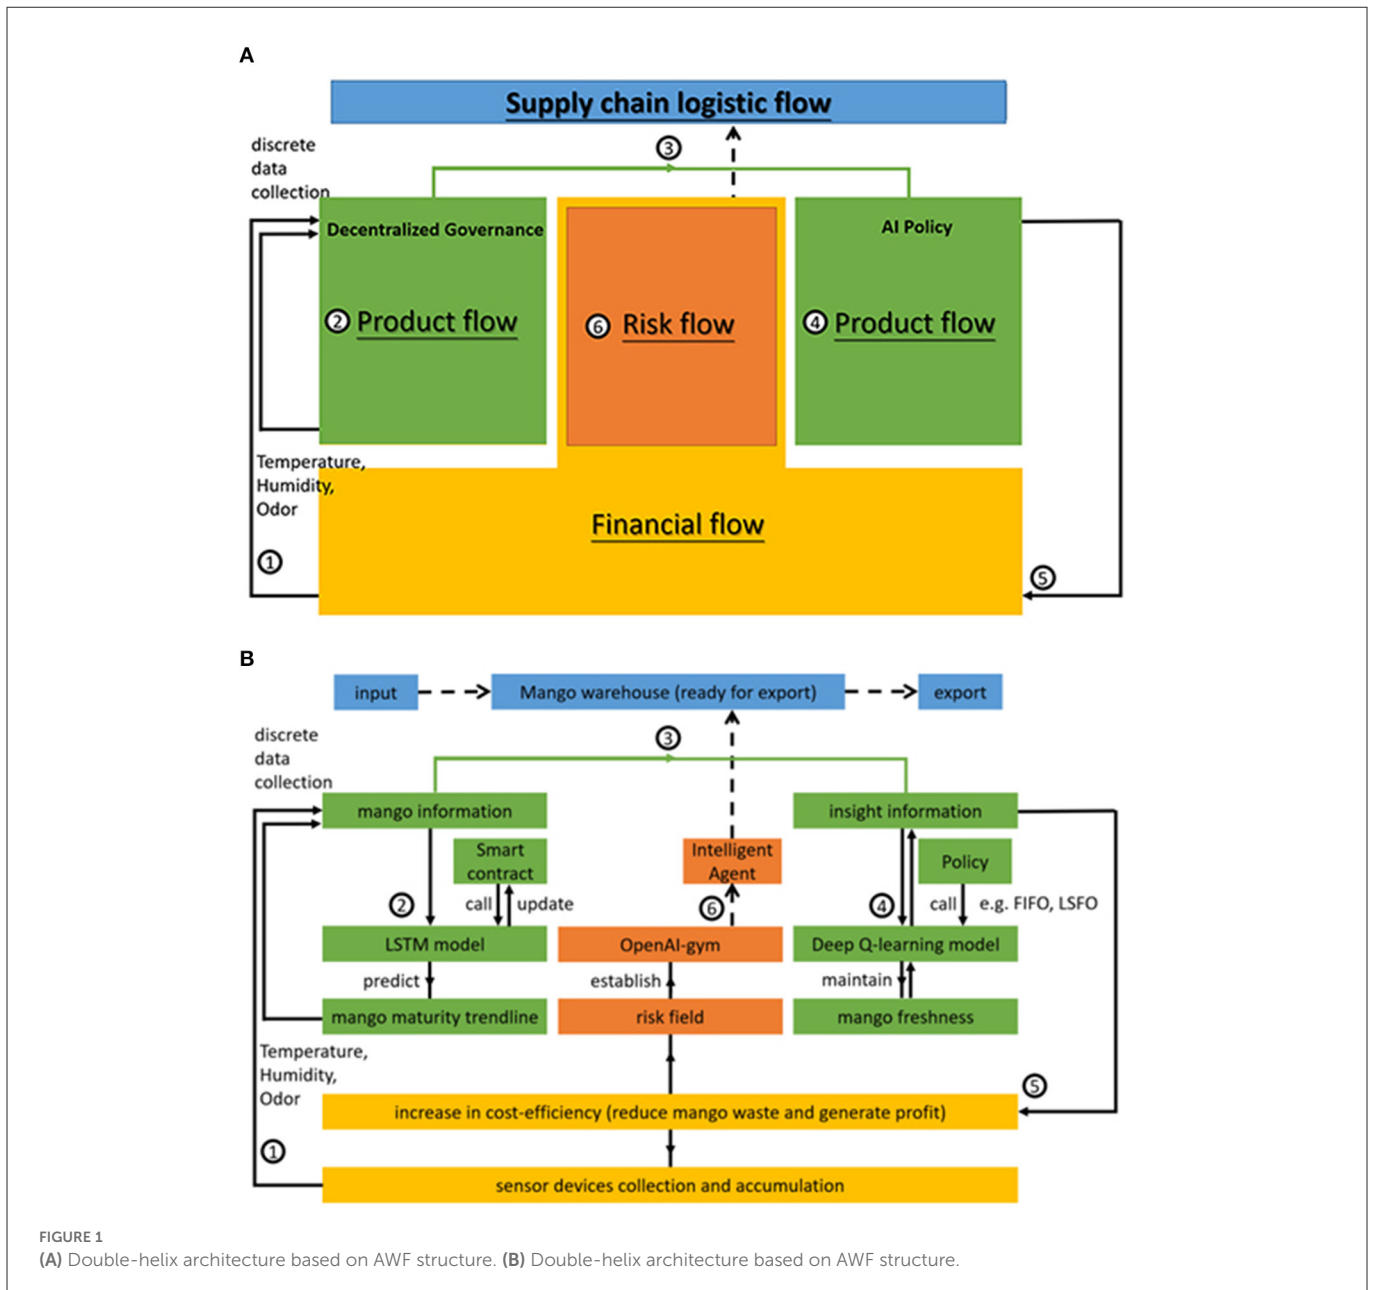 A
Supply chain logistic flow
discrete
data
collection
③
Decentralized Governance
AI Policy
② Product flow
⑥ Risk flow
④ Product flow
Temperature,
Humidity,
Odor
Financial flow
①
⑤
B
input
Mango warehouse (ready for export)
export
discrete
data
collection
③
mango information
insight information
Smart
contract
Intelligent
Agent
Policy
②
call
update
⑥
④
call
e.g. FIFO, LSFO
LSTM model
OpenAI-gym
Deep Q-learning model
predict
establish
maintain
mango maturity trendline
risk field
mango freshness
Temperature,
Humidity,
Odor
⑤
increase in cost-efficiency (reduce mango waste and generate profit)
①
sensor devices collection and accumulation
FIGURE 1
(A) Double-helix architecture based on AWF structure. (B) Double-helix architecture based on AWF structure.